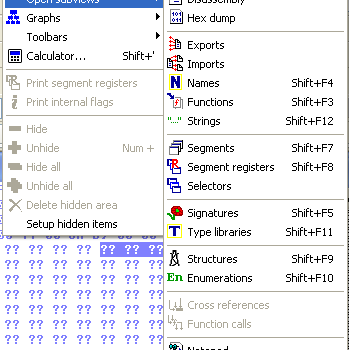 Open subviews
Graphs
Toolbars
Calculator... Shift+'
Print segment registers
Print internal flags
Hide
Unhide Num +
Hide all
Unhide all
Delete hidden area
Setup hidden items
Disassembly
Hex dump
Exports
Imports
Names Shift+F4
Functions Shift+F3
Strings Shift+F12
Segments Shift+F7
Segment registers Shift+F8
Selectors
Signatures Shift+F5
Type libraries Shift+F11
Structures Shift+F9
En Enumerations Shift+F10
Cross references
Function calls
Notepad
?? ?? ?? ?? ?? ?? ??
?? ?? ?? ?? ?? ?? ??
?? ?? ?? ?? ?? ?? ??
?? ?? ?? ?? ?? ?? ??
?? ?? ?? ?? ?? ?? ??
?? ?? ?? ?? ?? ?? ??
?? ?? ?? ?? ?? ?? ??